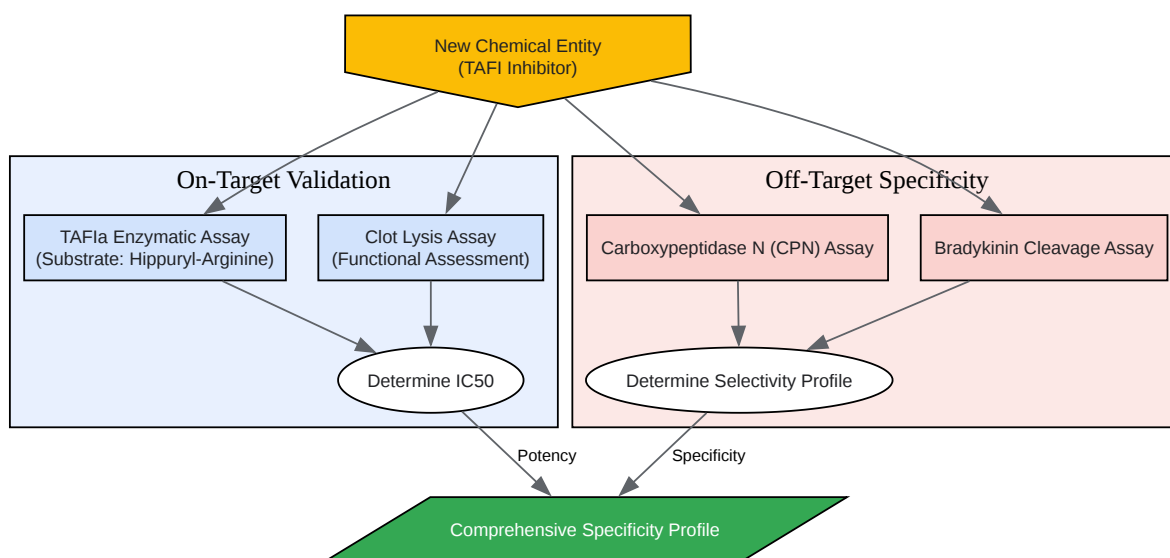 New Chemical Entity
(TAFI Inhibitor)
On-Target Validation
Off-Target Specificity
TAFIa Enzymatic Assay
(Substrate: Hippuryl-Arginine)
Clot Lysis Assay
(Functional Assessment)
Carboxypeptidase N (CPN) Assay
Bradykinin Cleavage Assay
Determine IC50
Determine Selectivity Profile
Potency
Specificity
Comprehensive Specificity Profile